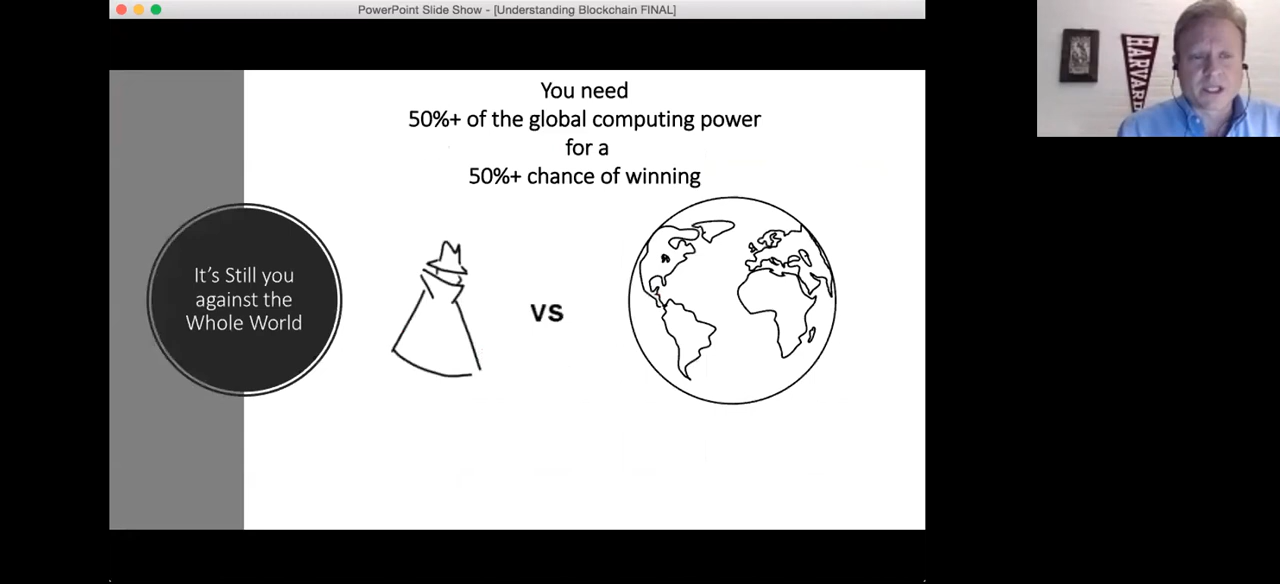 PowerPoint Slide Show - [Understanding Blockchain FINAL]
You need
50%+ of the global computing power
for a
50%+ chance of winning
It's Still you
against the
Whole World
vs
HARVARD